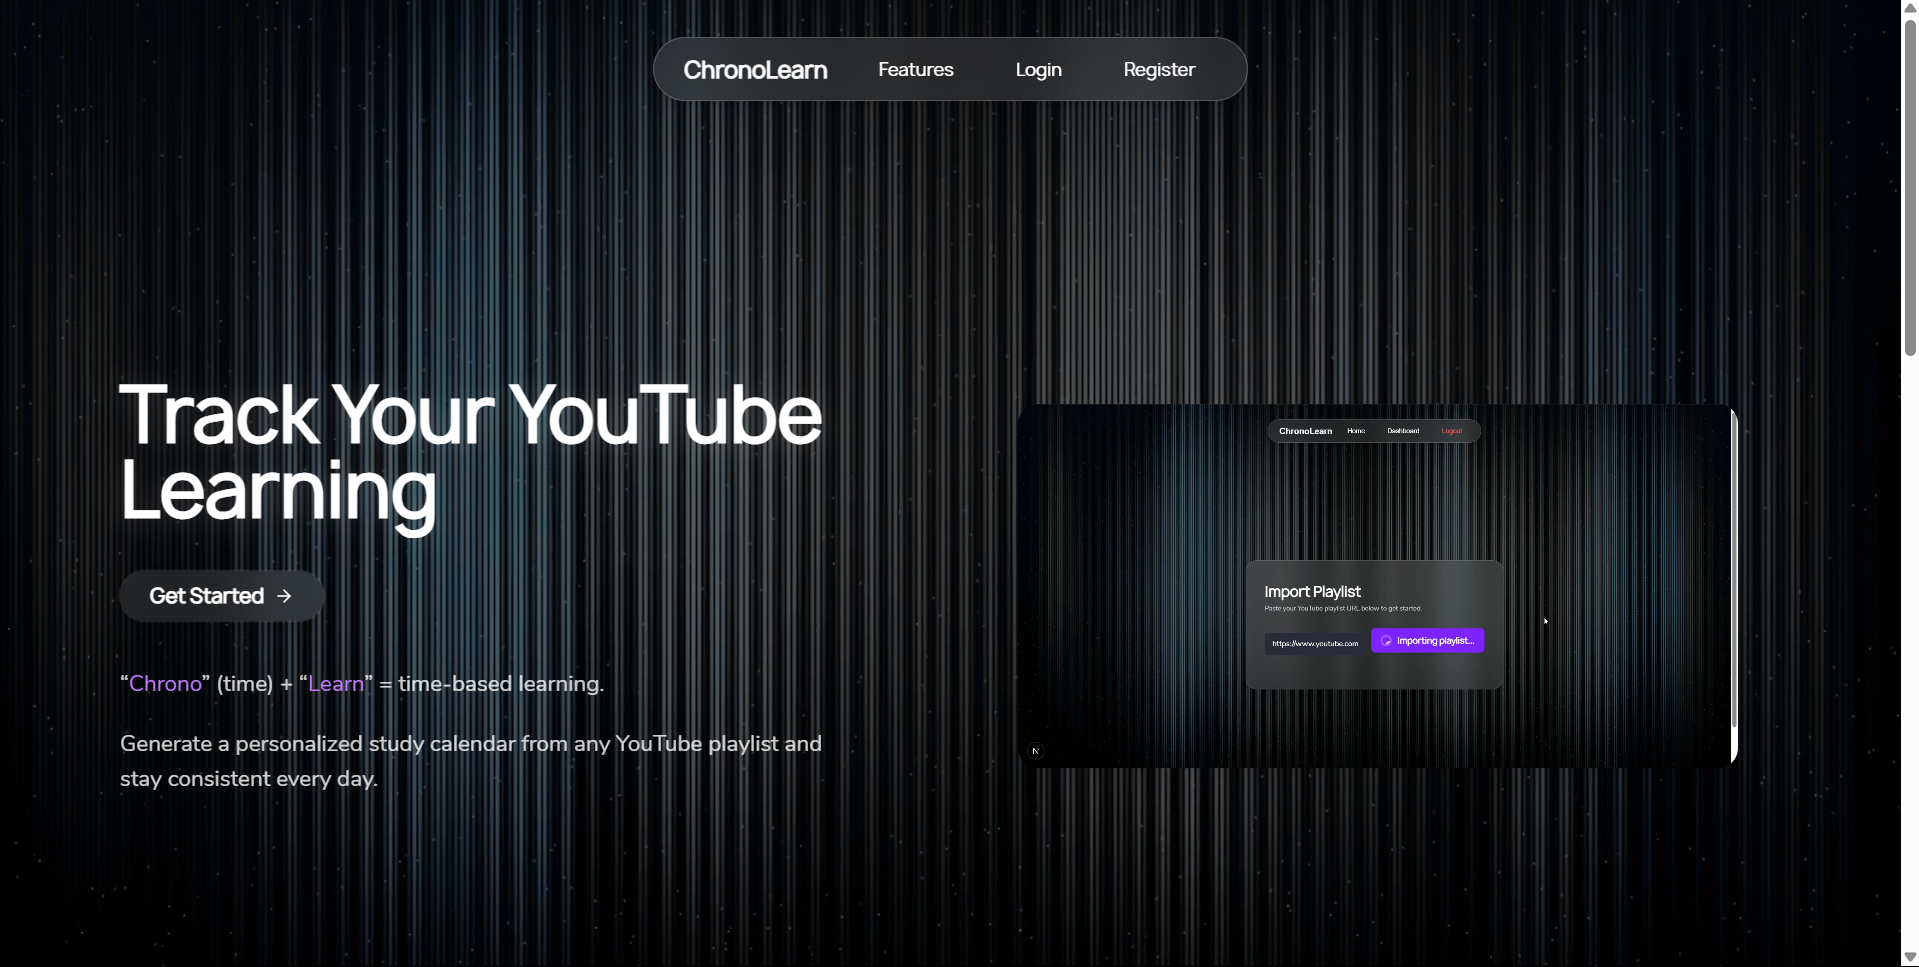 ChronoLearn Features Login Register
Track Your YouTube
Learning
Get Started →
“Chrono” (time) + “Learn” = time-based learning.
Generate a personalized study calendar from any YouTube playlist and
stay consistent every day.
ChronoLearn Home Dashboard Logout
Import Playlist
Paste your YouTube playlist URL below to get started.
https://www.youtube.com Importing playlist...
N